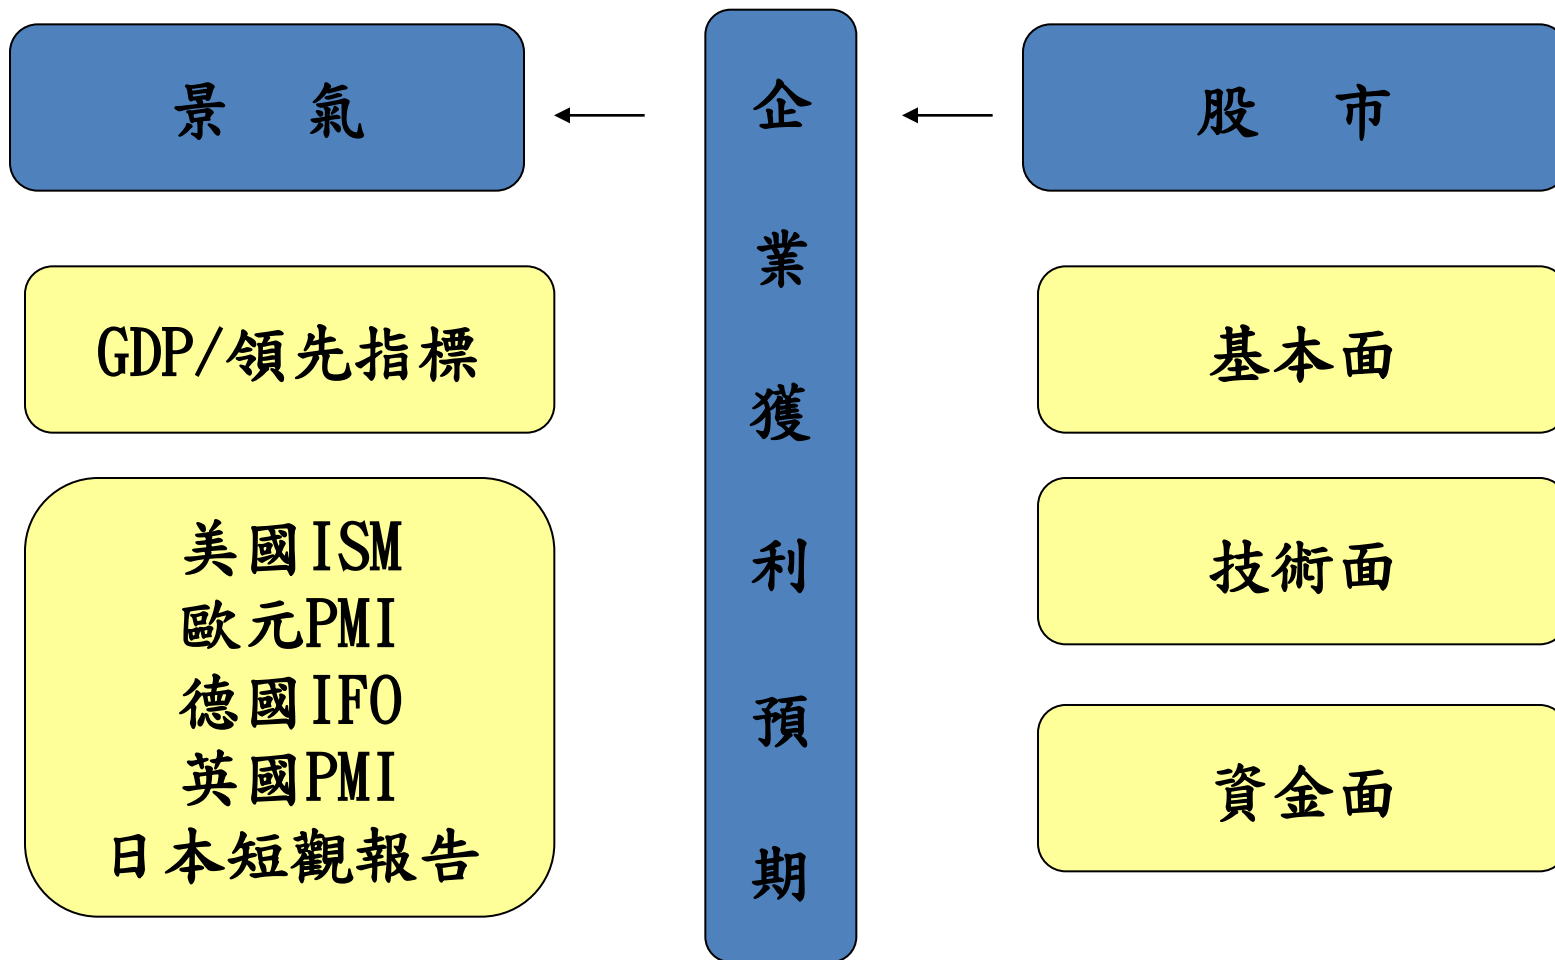 景 氣
GDP/領先指標
美國ISM
歐元PMI
德國IFO
英國PMI
日本短觀報告
企
業
獲
利
預
期
股 市
基本面
技術面
資金面